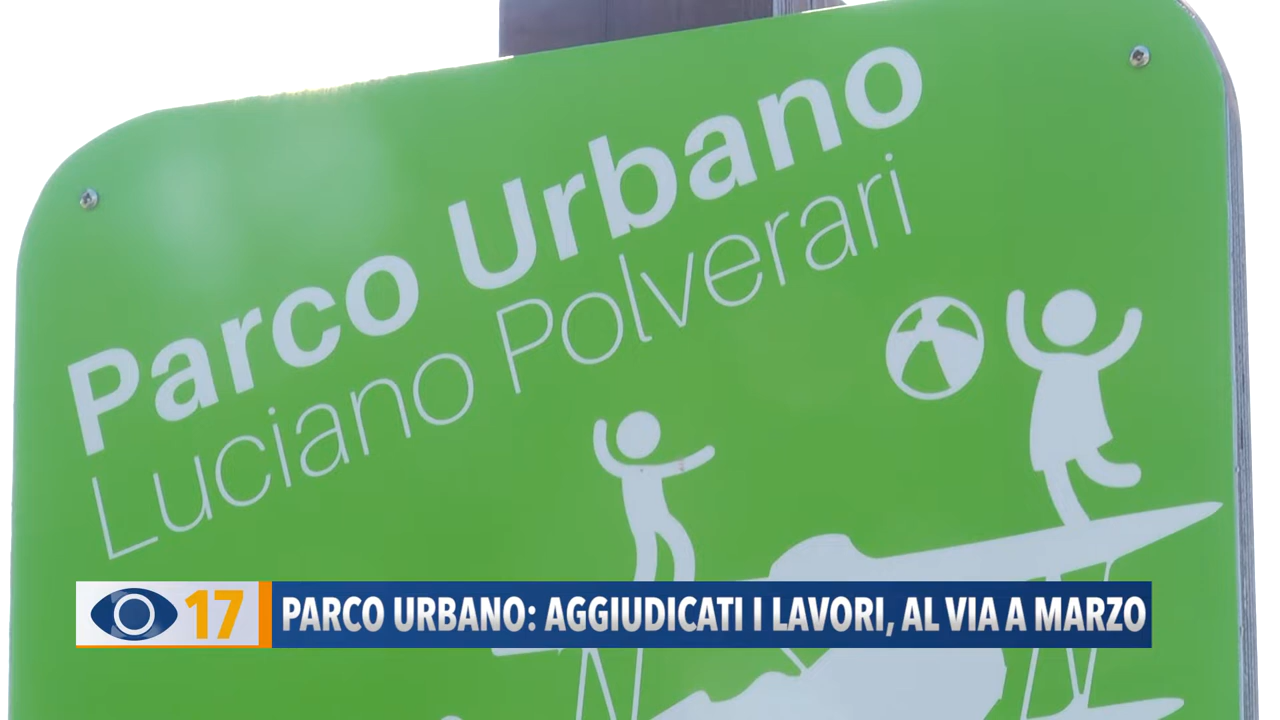 Parco Urbano
Luciano Polverari
17 PARCO URBANO: AGGIUDICATI I LAVORI, AL VIA A MARZO